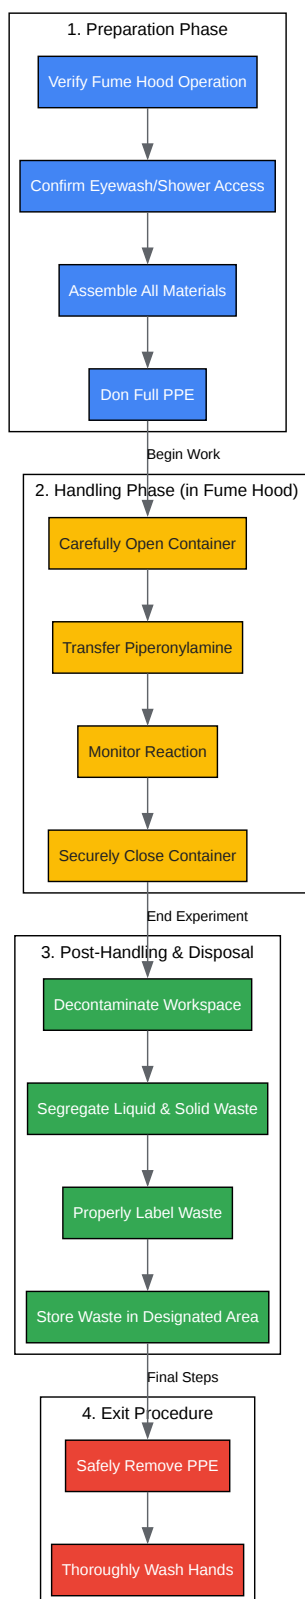 1. Preparation Phase
Verify Fume Hood Operation
Confirm Eyewash/Shower Access
Assemble All Materials
Don Full PPE
Begin Work
2. Handling Phase (in Fume Hood)
Carefully Open Container
Transfer Piperonylamine
Monitor Reaction
Securely Close Container
End Experiment
3. Post-Handling & Disposal
Decontaminate Workspace
Segregate Liquid & Solid Waste
Properly Label Waste
Store Waste in Designated Area
Final Steps
4. Exit Procedure
Safely Remove PPE
Thoroughly Wash Hands